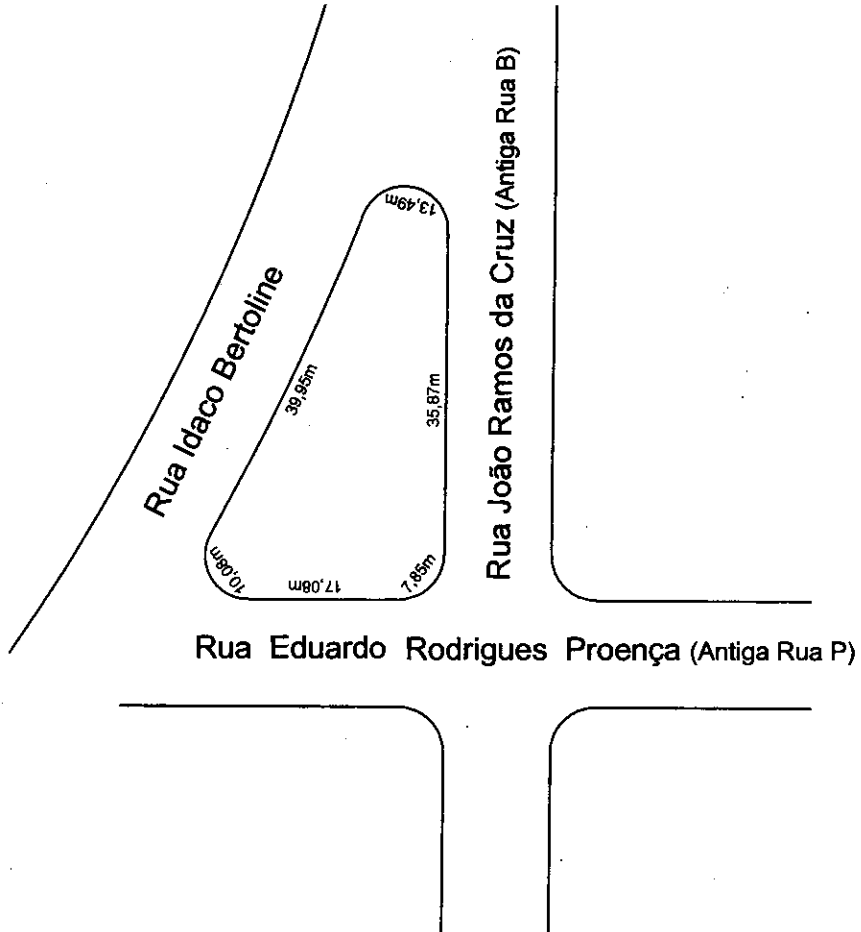 Rua João Ramos da Cruz (Antiga Rua B)
13,49m
Rua Idaco Bertoline
39,95m
35,87m
10,08m
17,08m
7,85m
Rua Eduardo Rodrigues Proença (Antiga Rua P)